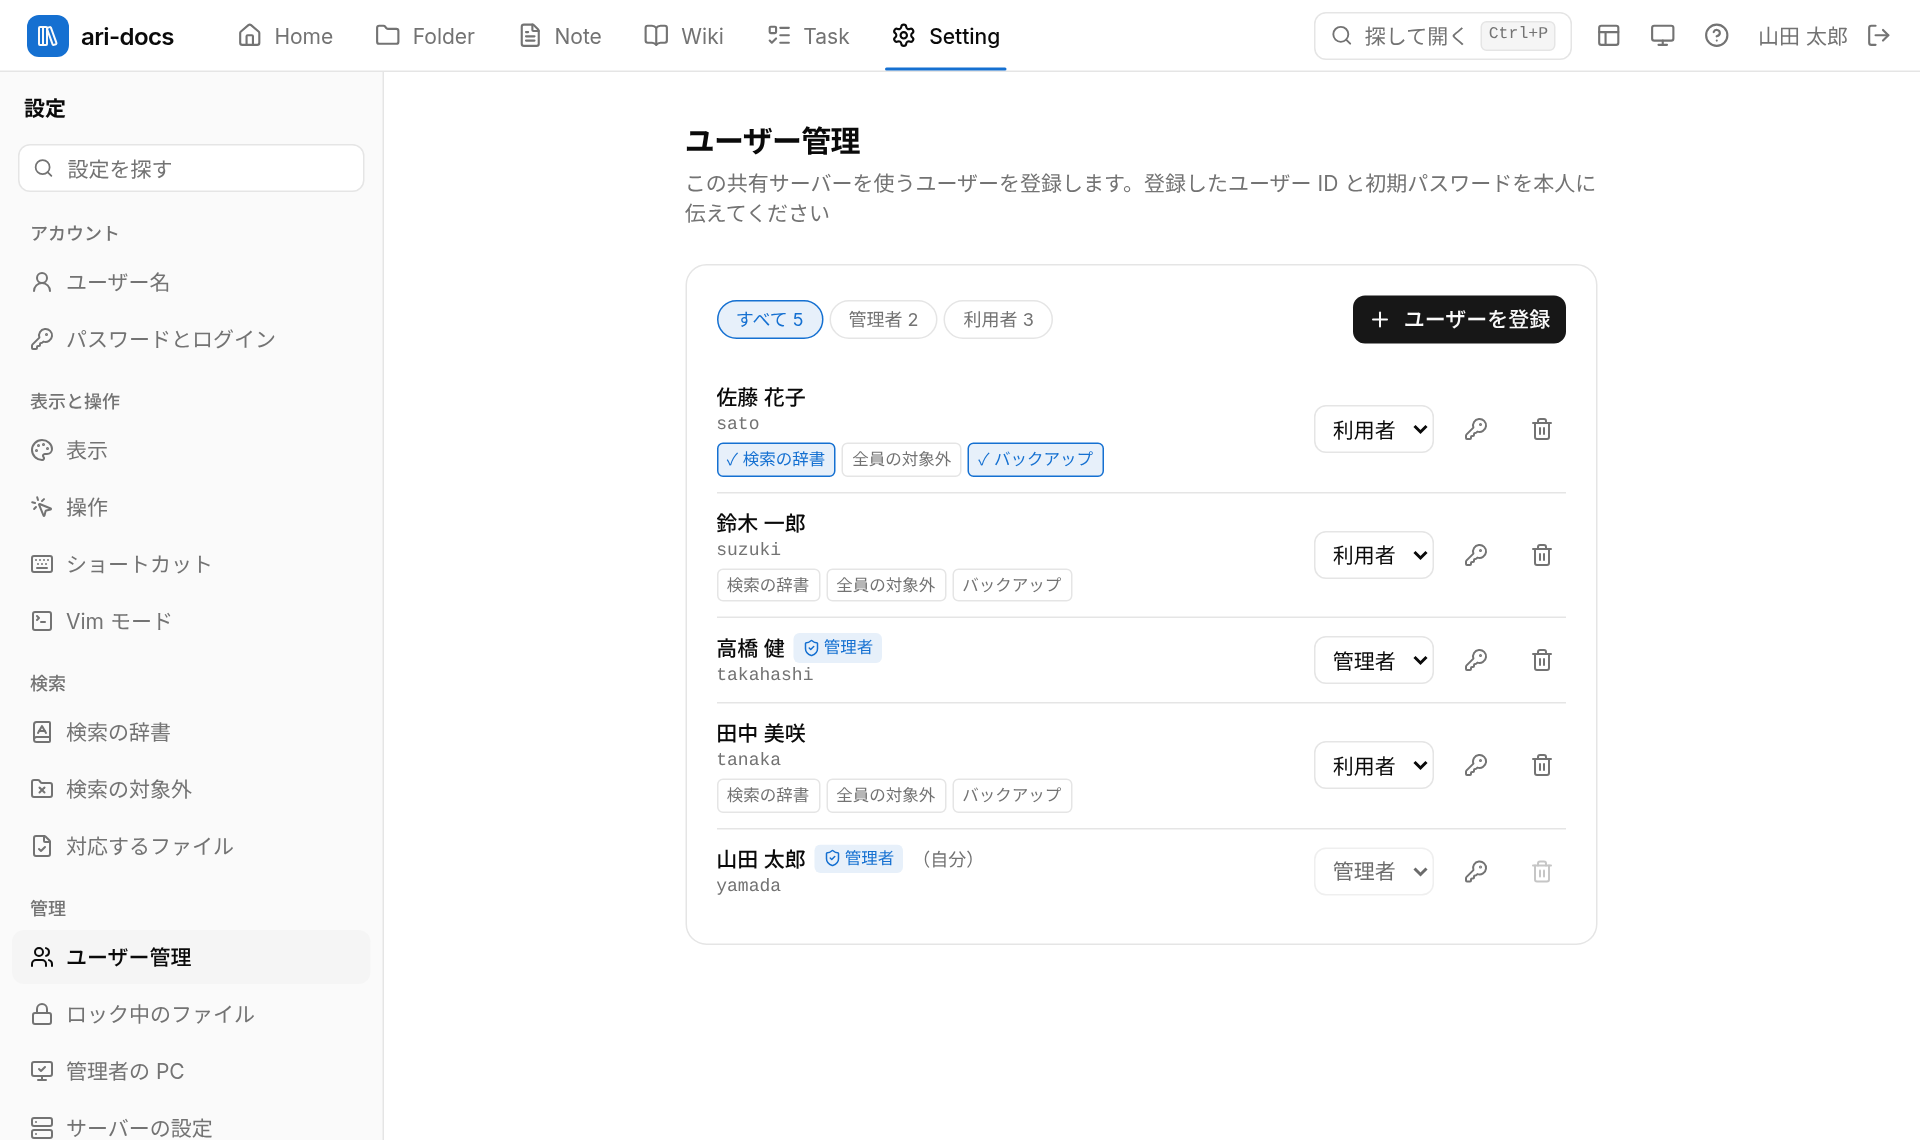 ari-docs
Home
Folder
Note
Wiki
Task
Setting
探して開く Ctrl+P
山田 太郎
設定
設定を探す
アカウント
ユーザー名
パスワードとログイン
表示と操作
表示
操作
ショートカット
Vim モード
検索
検索の辞書
検索の対象外
対応するファイル
管理
ユーザー管理
ロック中のファイル
管理者の PC
サーバーの設定
ユーザー管理
この共有サーバーを使うユーザーを登録します。登録したユーザー ID と初期パスワードを本人に
伝えてください
すべて 5 管理者 2 利用者 3
+ ユーザーを登録
佐藤 花子
sato
✓ 検索の辞書 全員の対象外 ✓ バックアップ
利用者
鈴木 一郎
suzuki
検索の辞書 全員の対象外 バックアップ
利用者
高橋 健 管理者
takahashi
管理者
田中 美咲
tanaka
検索の辞書 全員の対象外 バックアップ
利用者
山田 太郎 管理者 （自分）
yamada
管理者